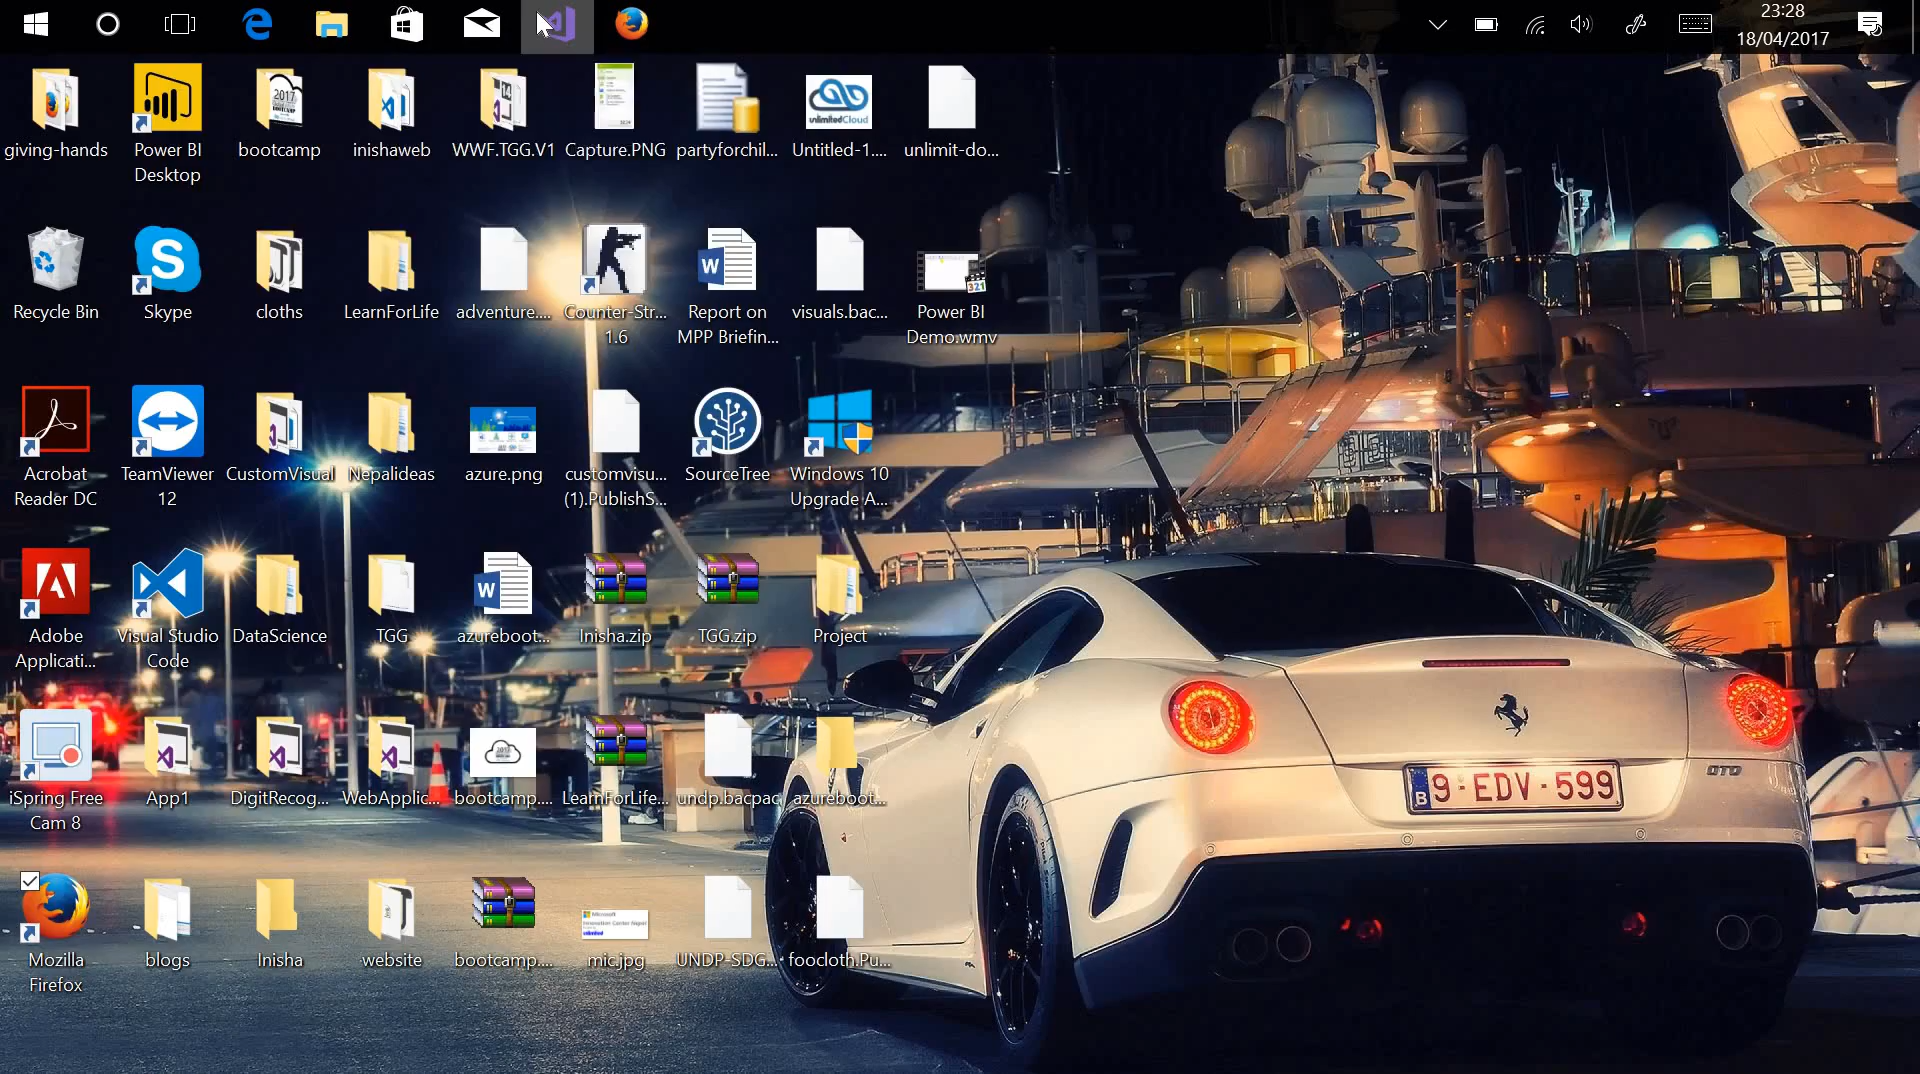 23:28
18/04/2017
giving-hands
Power BI
Desktop
bootcamp
inishaweb
WWF.TGG.V1
Capture.PNG
partyforchil...
Untitled-1....
unlimit-do...
unlimitedCloud
2017
Recycle Bin
Skype
cloths
LearnForLife
adventure....
Counter-Str...
1.6
Report on
MPP Briefin...
visuals.bac...
Power BI
Demo.wmv
321
Acrobat
Reader DC
TeamViewer
12
CustomVisual
Nepalideas
azure.png
customvisu...
(1).PublishS...
SourceTree
Windows 10
Upgrade A...
Adobe
Applicati...
Visual Studio
Code
DataScience
TGG
azureboot...
Inisha.zip
TGG.zip
Project
iSpring Free
Cam 8
App1
DigitRecog...
WebApplic...
bootcamp....
LearnForLife...
undp.bacpac
azureboot...
B 9-EDV-599
GTO
Mozilla
Firefox
blogs
Inisha
website
bootcamp....
mic.jpg
UNDP-SDG...
foocloth.Pu...
Microsoft